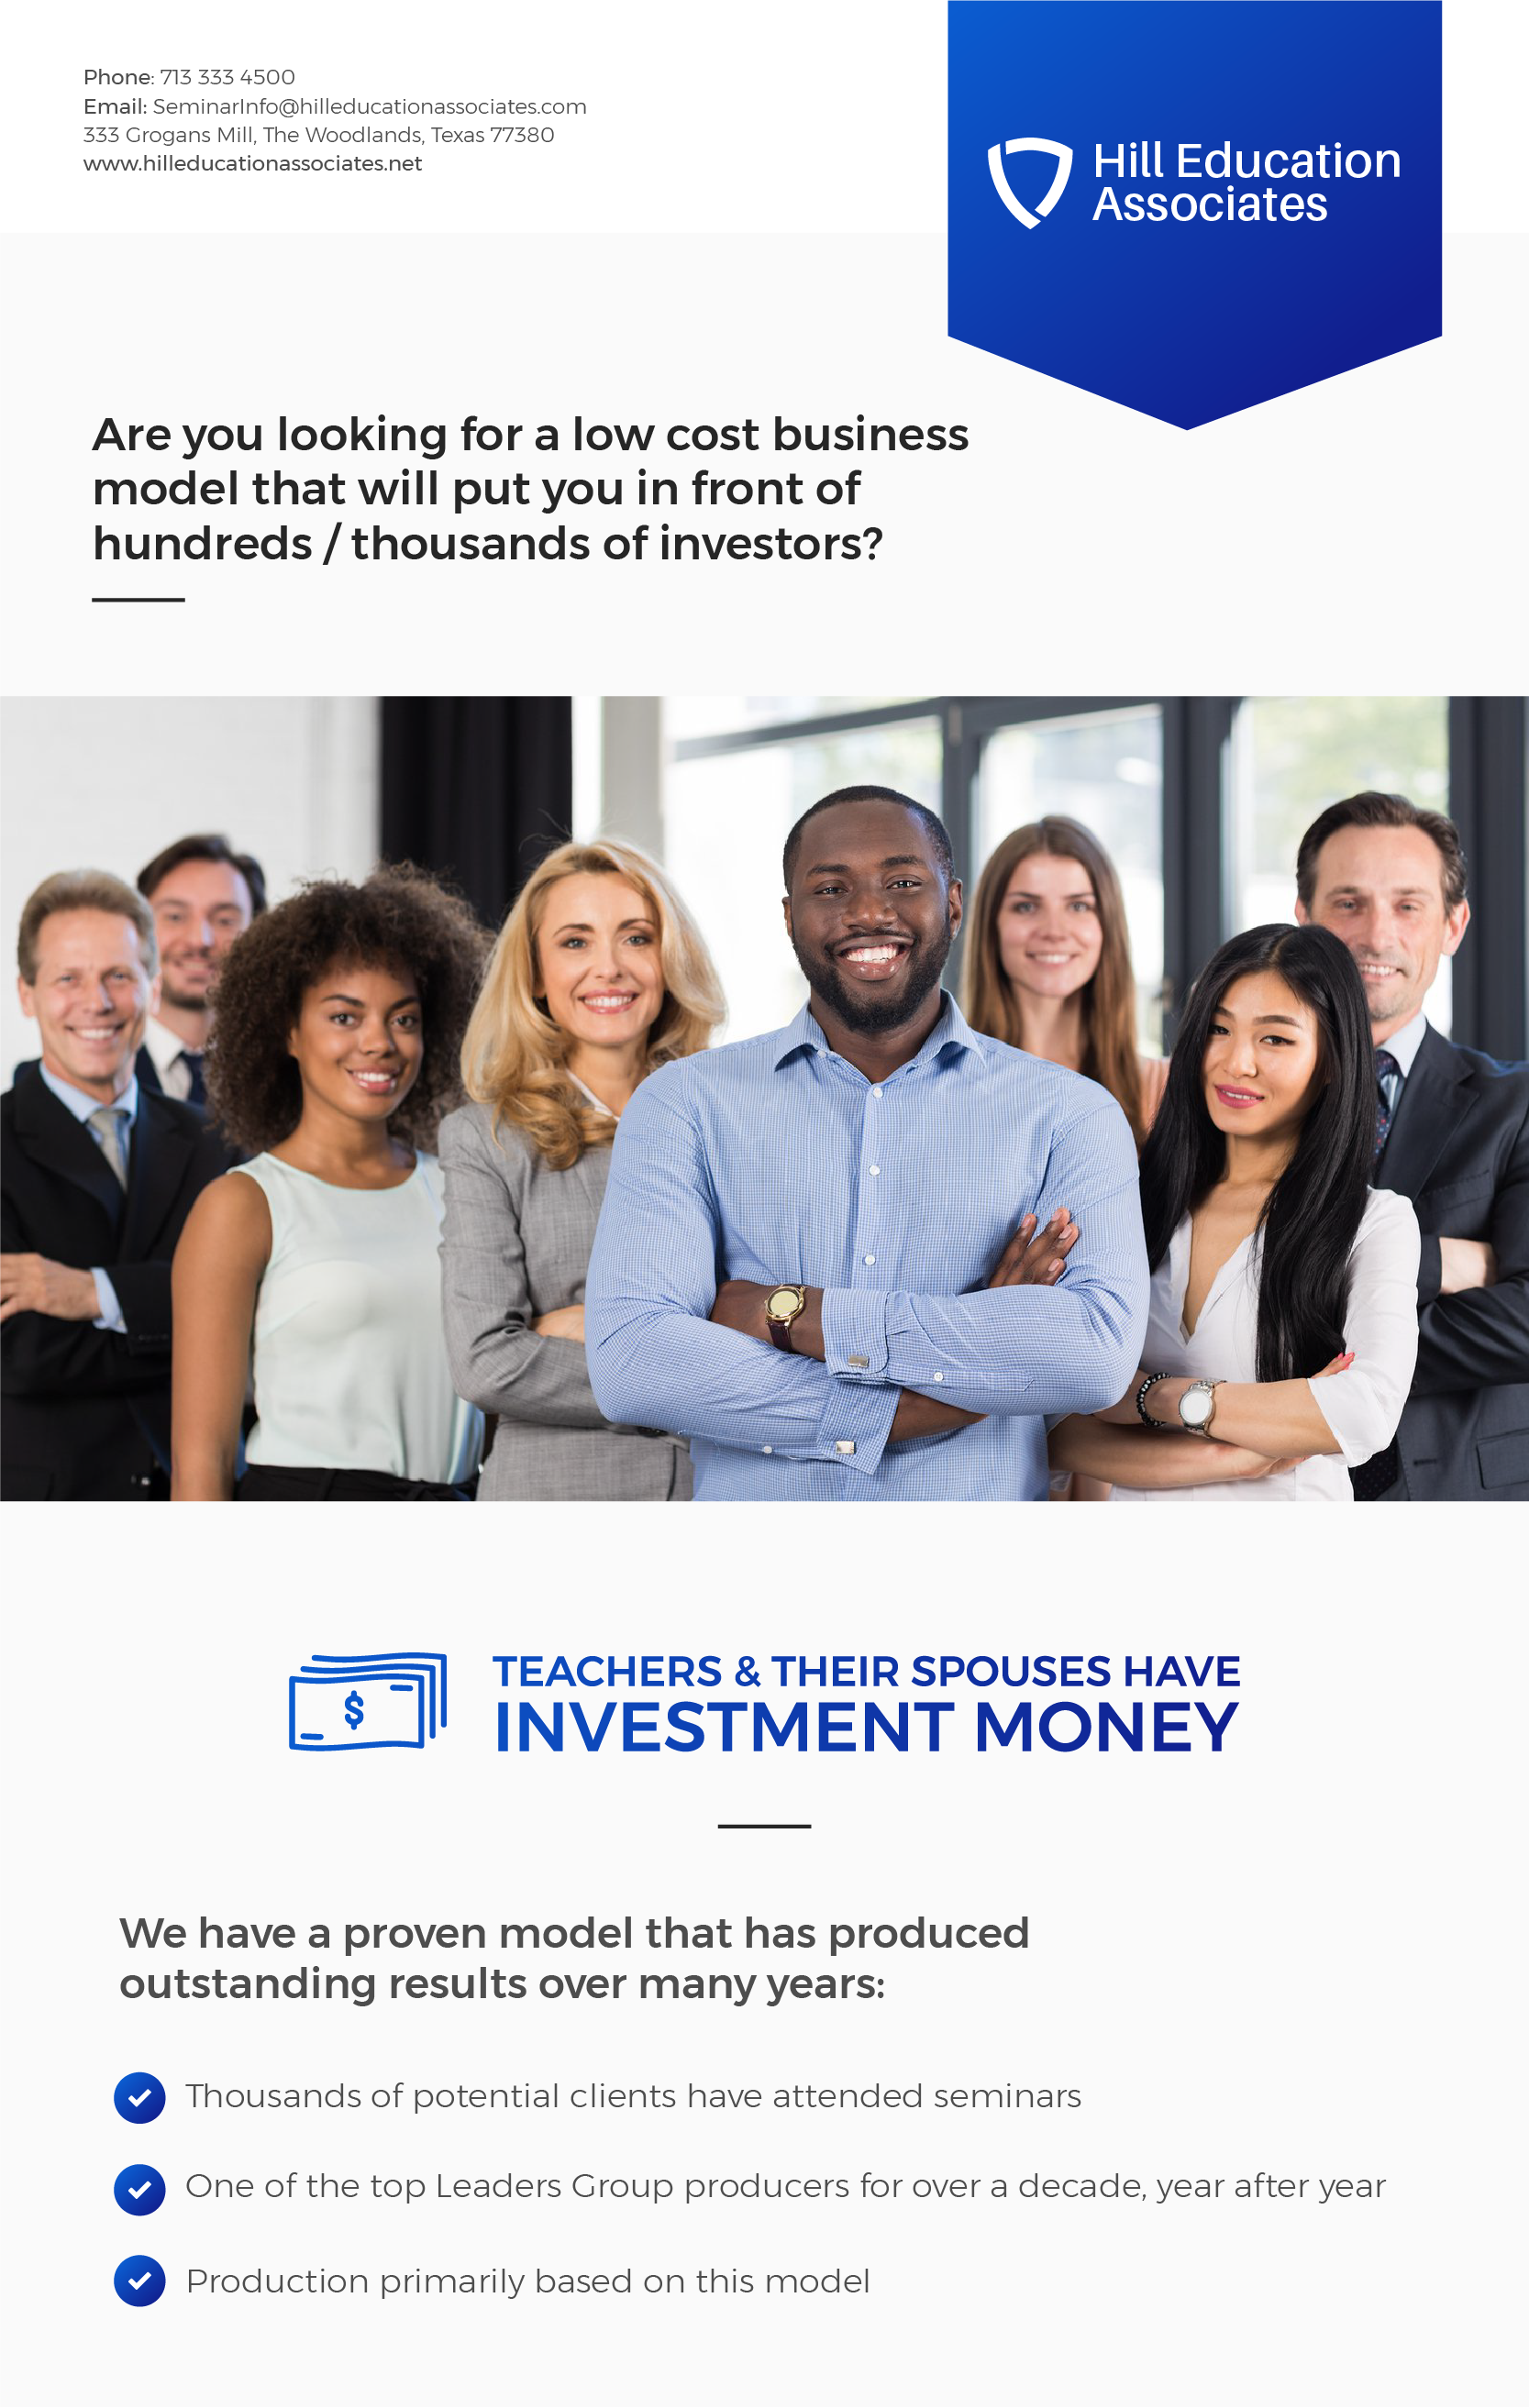 Phone: 713 333 4500
Email: SeminarInfo@hilleducationassociates.com
333 Grogans Mill, The Woodlands, Texas 77380
www.hilleducationassociates.net
Hill Education
Associates
Are you looking for a low cost business
model that will put you in front of
hundreds / thousands of investors?
$
TEACHERS & THEIR SPOUSES HAVE
INVESTMENT MONEY
We have a proven model that has produced
outstanding results over many years:
Thousands of potential clients have attended seminars
One of the top Leaders Group producers for over a decade, year after year
Production primarily based on this model